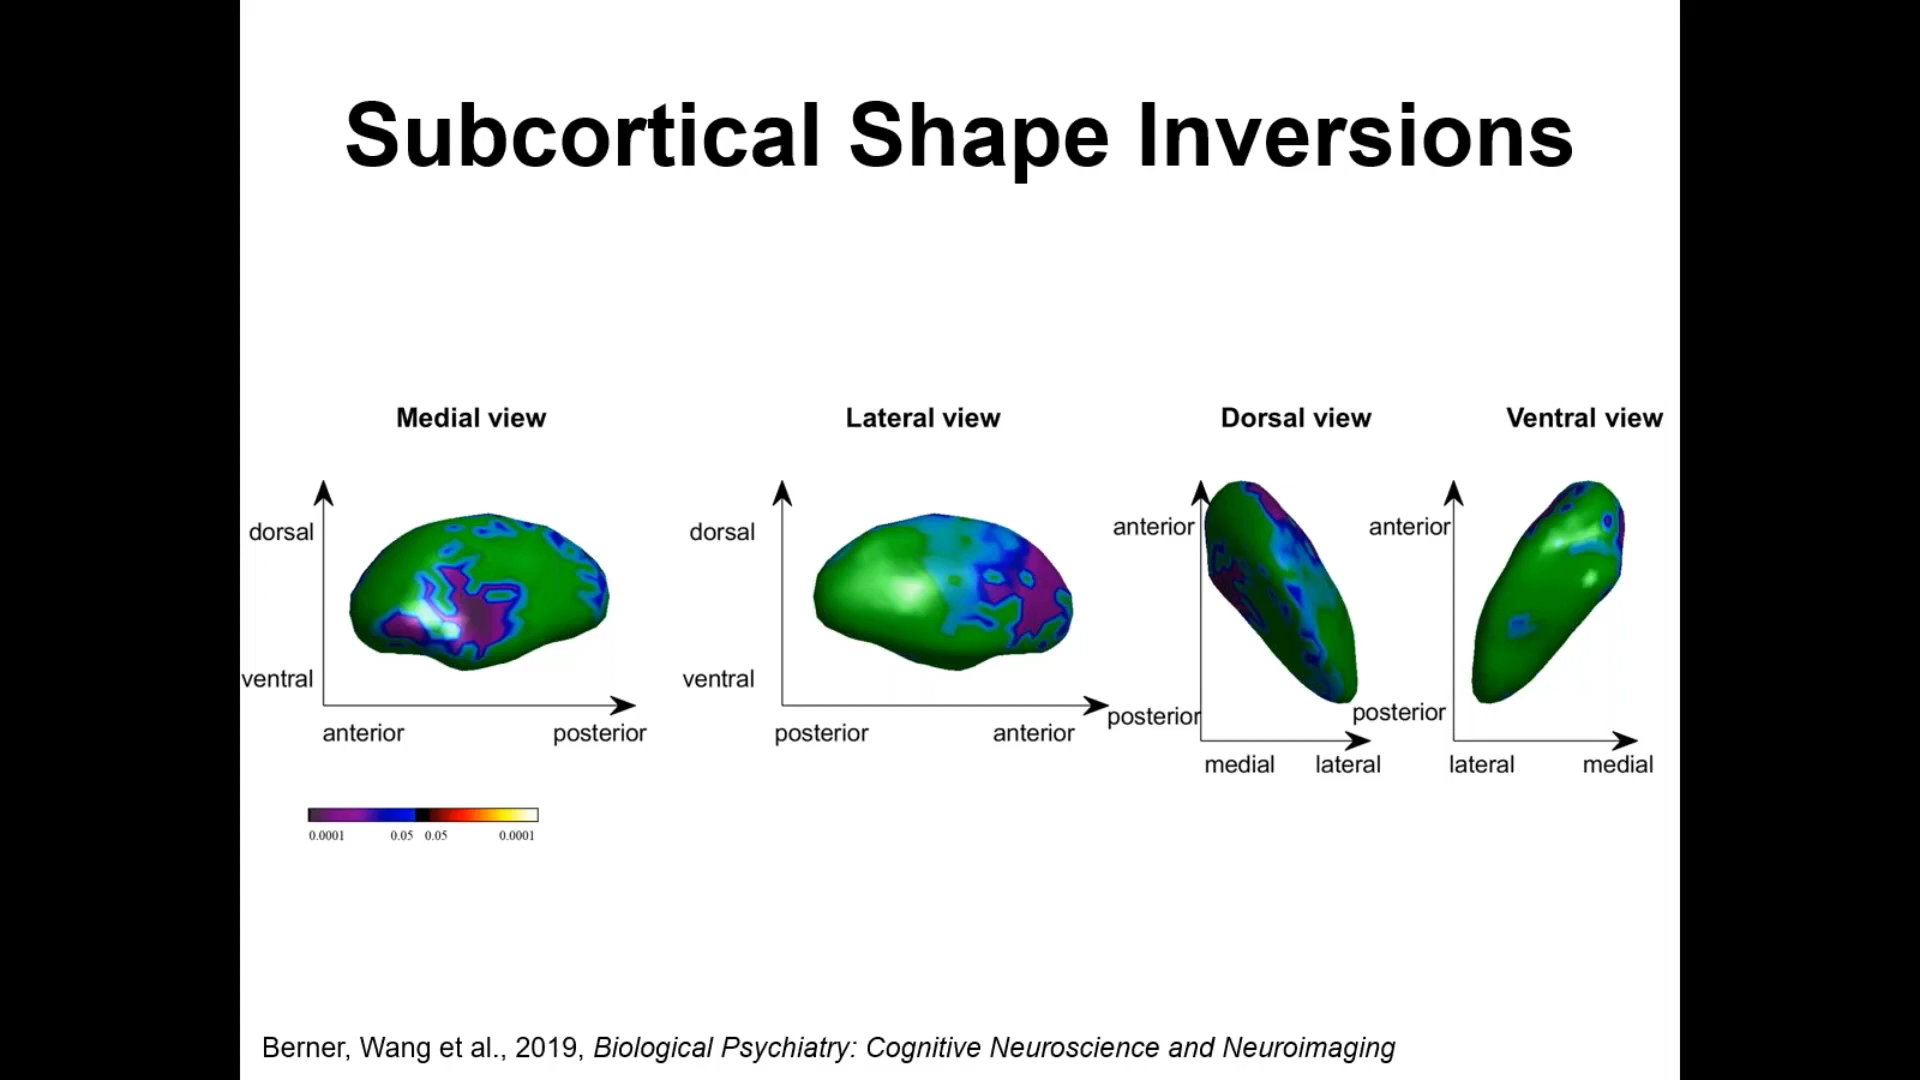 Subcortical Shape Inversions
Medial view
Lateral view
Dorsal view
Ventral view
dorsal
ventral
anterior
posterior
dorsal
ventral
posterior
anterior
anterior
posterior
medial
lateral
anterior
posterior
lateral
medial
0.0001 0.05 0.05 0.0001
Berner, Wang et al., 2019, Biological Psychiatry: Cognitive Neuroscience and Neuroimaging